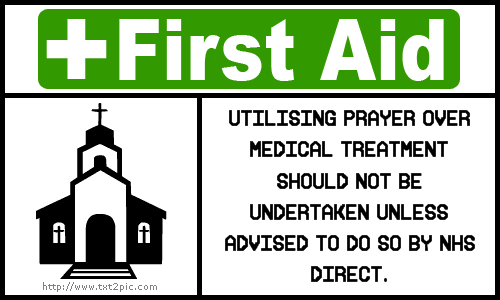 First Aid
UTILISING PRAYER OVER
MEDICAL TREATMENT
SHOULD NOT BE
UNDERTAKEN UNLESS
ADVISED TO DO SO BY NHS
DIRECT.
http://www.txt2pic.com